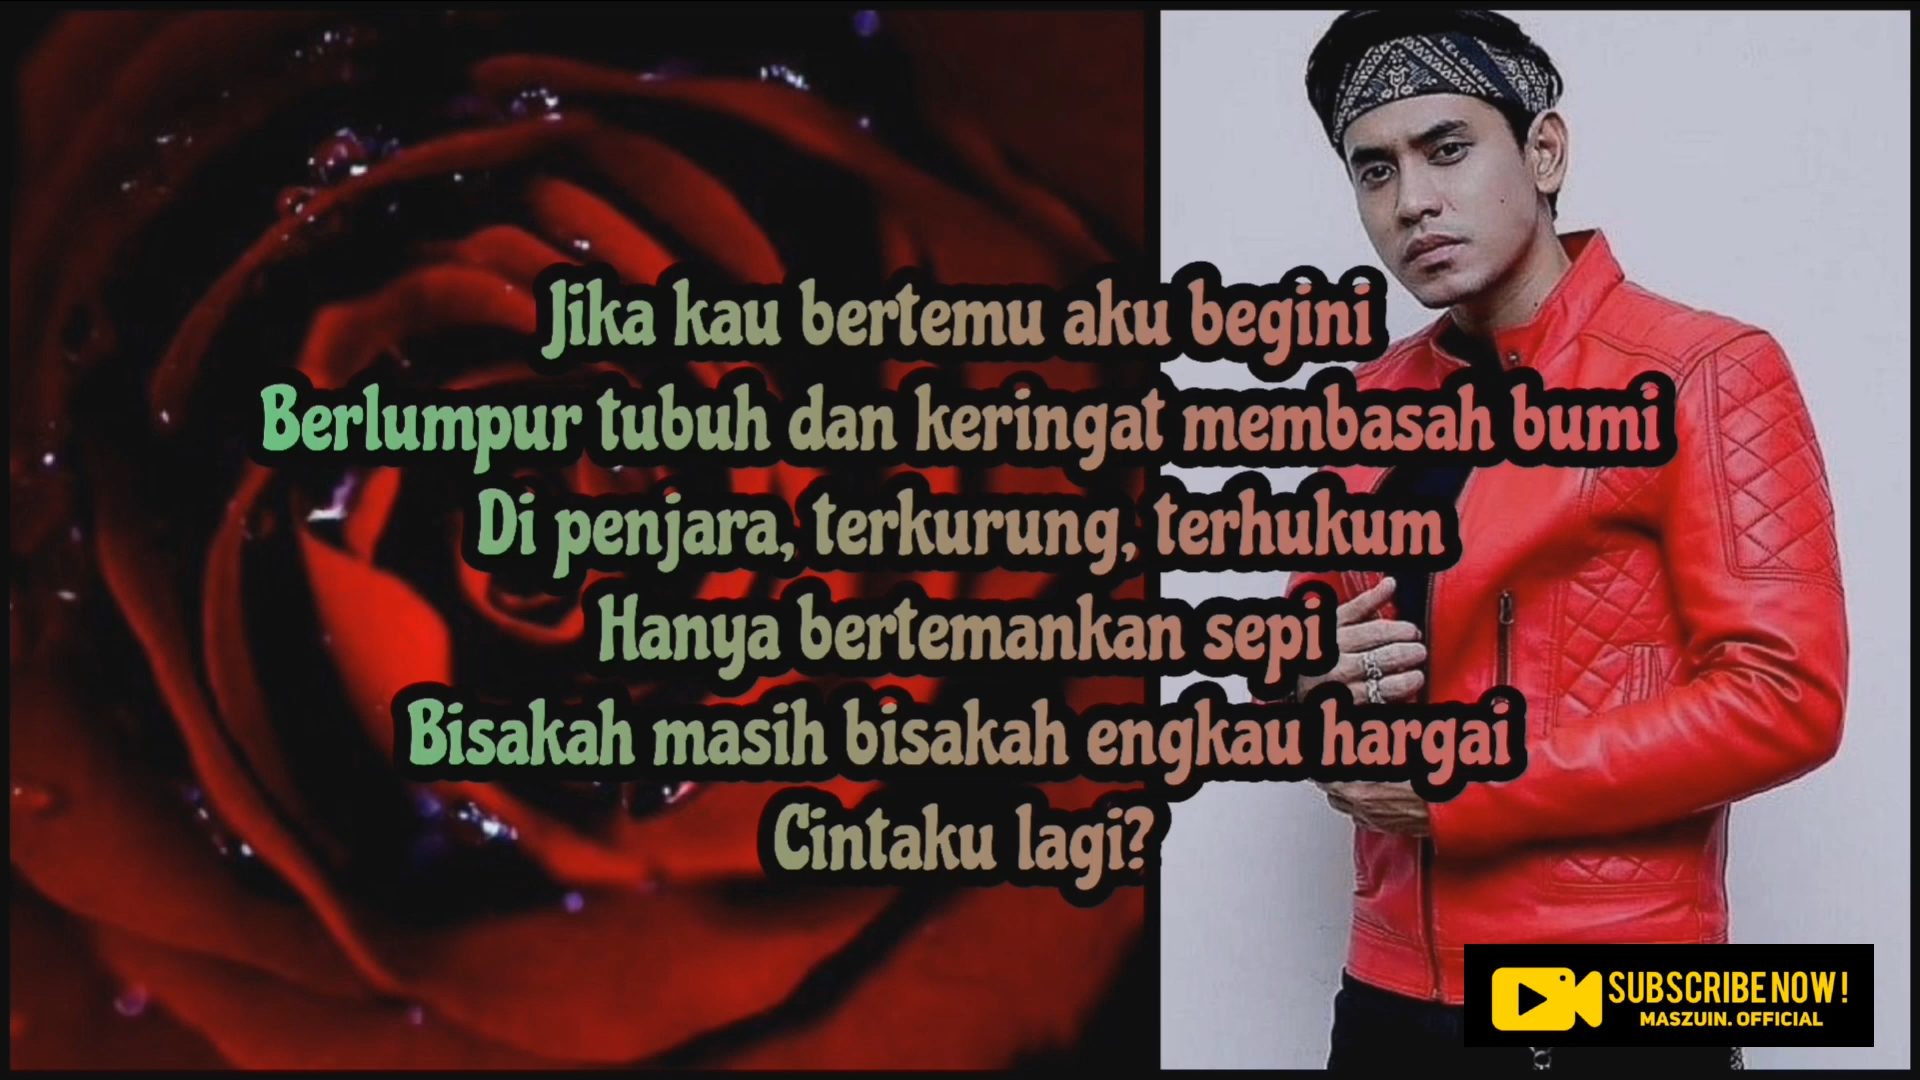 Jika kau bertemu aku begini
Berlumpur tubuh dan keringat membasah bumi
Di penjara, terkurung, terhukum
Hanya bertemankan sepi
Bisakah masih bisakah engkau hargai
Cintaku lagi?
SUBSCRIBE NOW!
MASZUIN. OFFICIAL